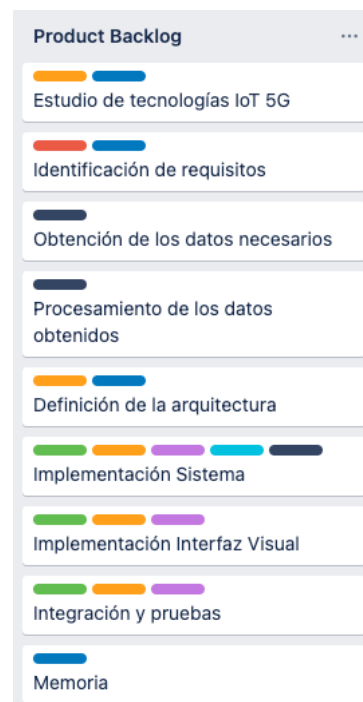 Product Backlog ...
Estudio de tecnologías IoT 5G
Identificación de requisitos
Obtención de los datos necesarios
Procesamiento de los datos
obtenidos
Definición de la arquitectura
Implementación Sistema
Implementación Interfaz Visual
Integración y pruebas
Memoria